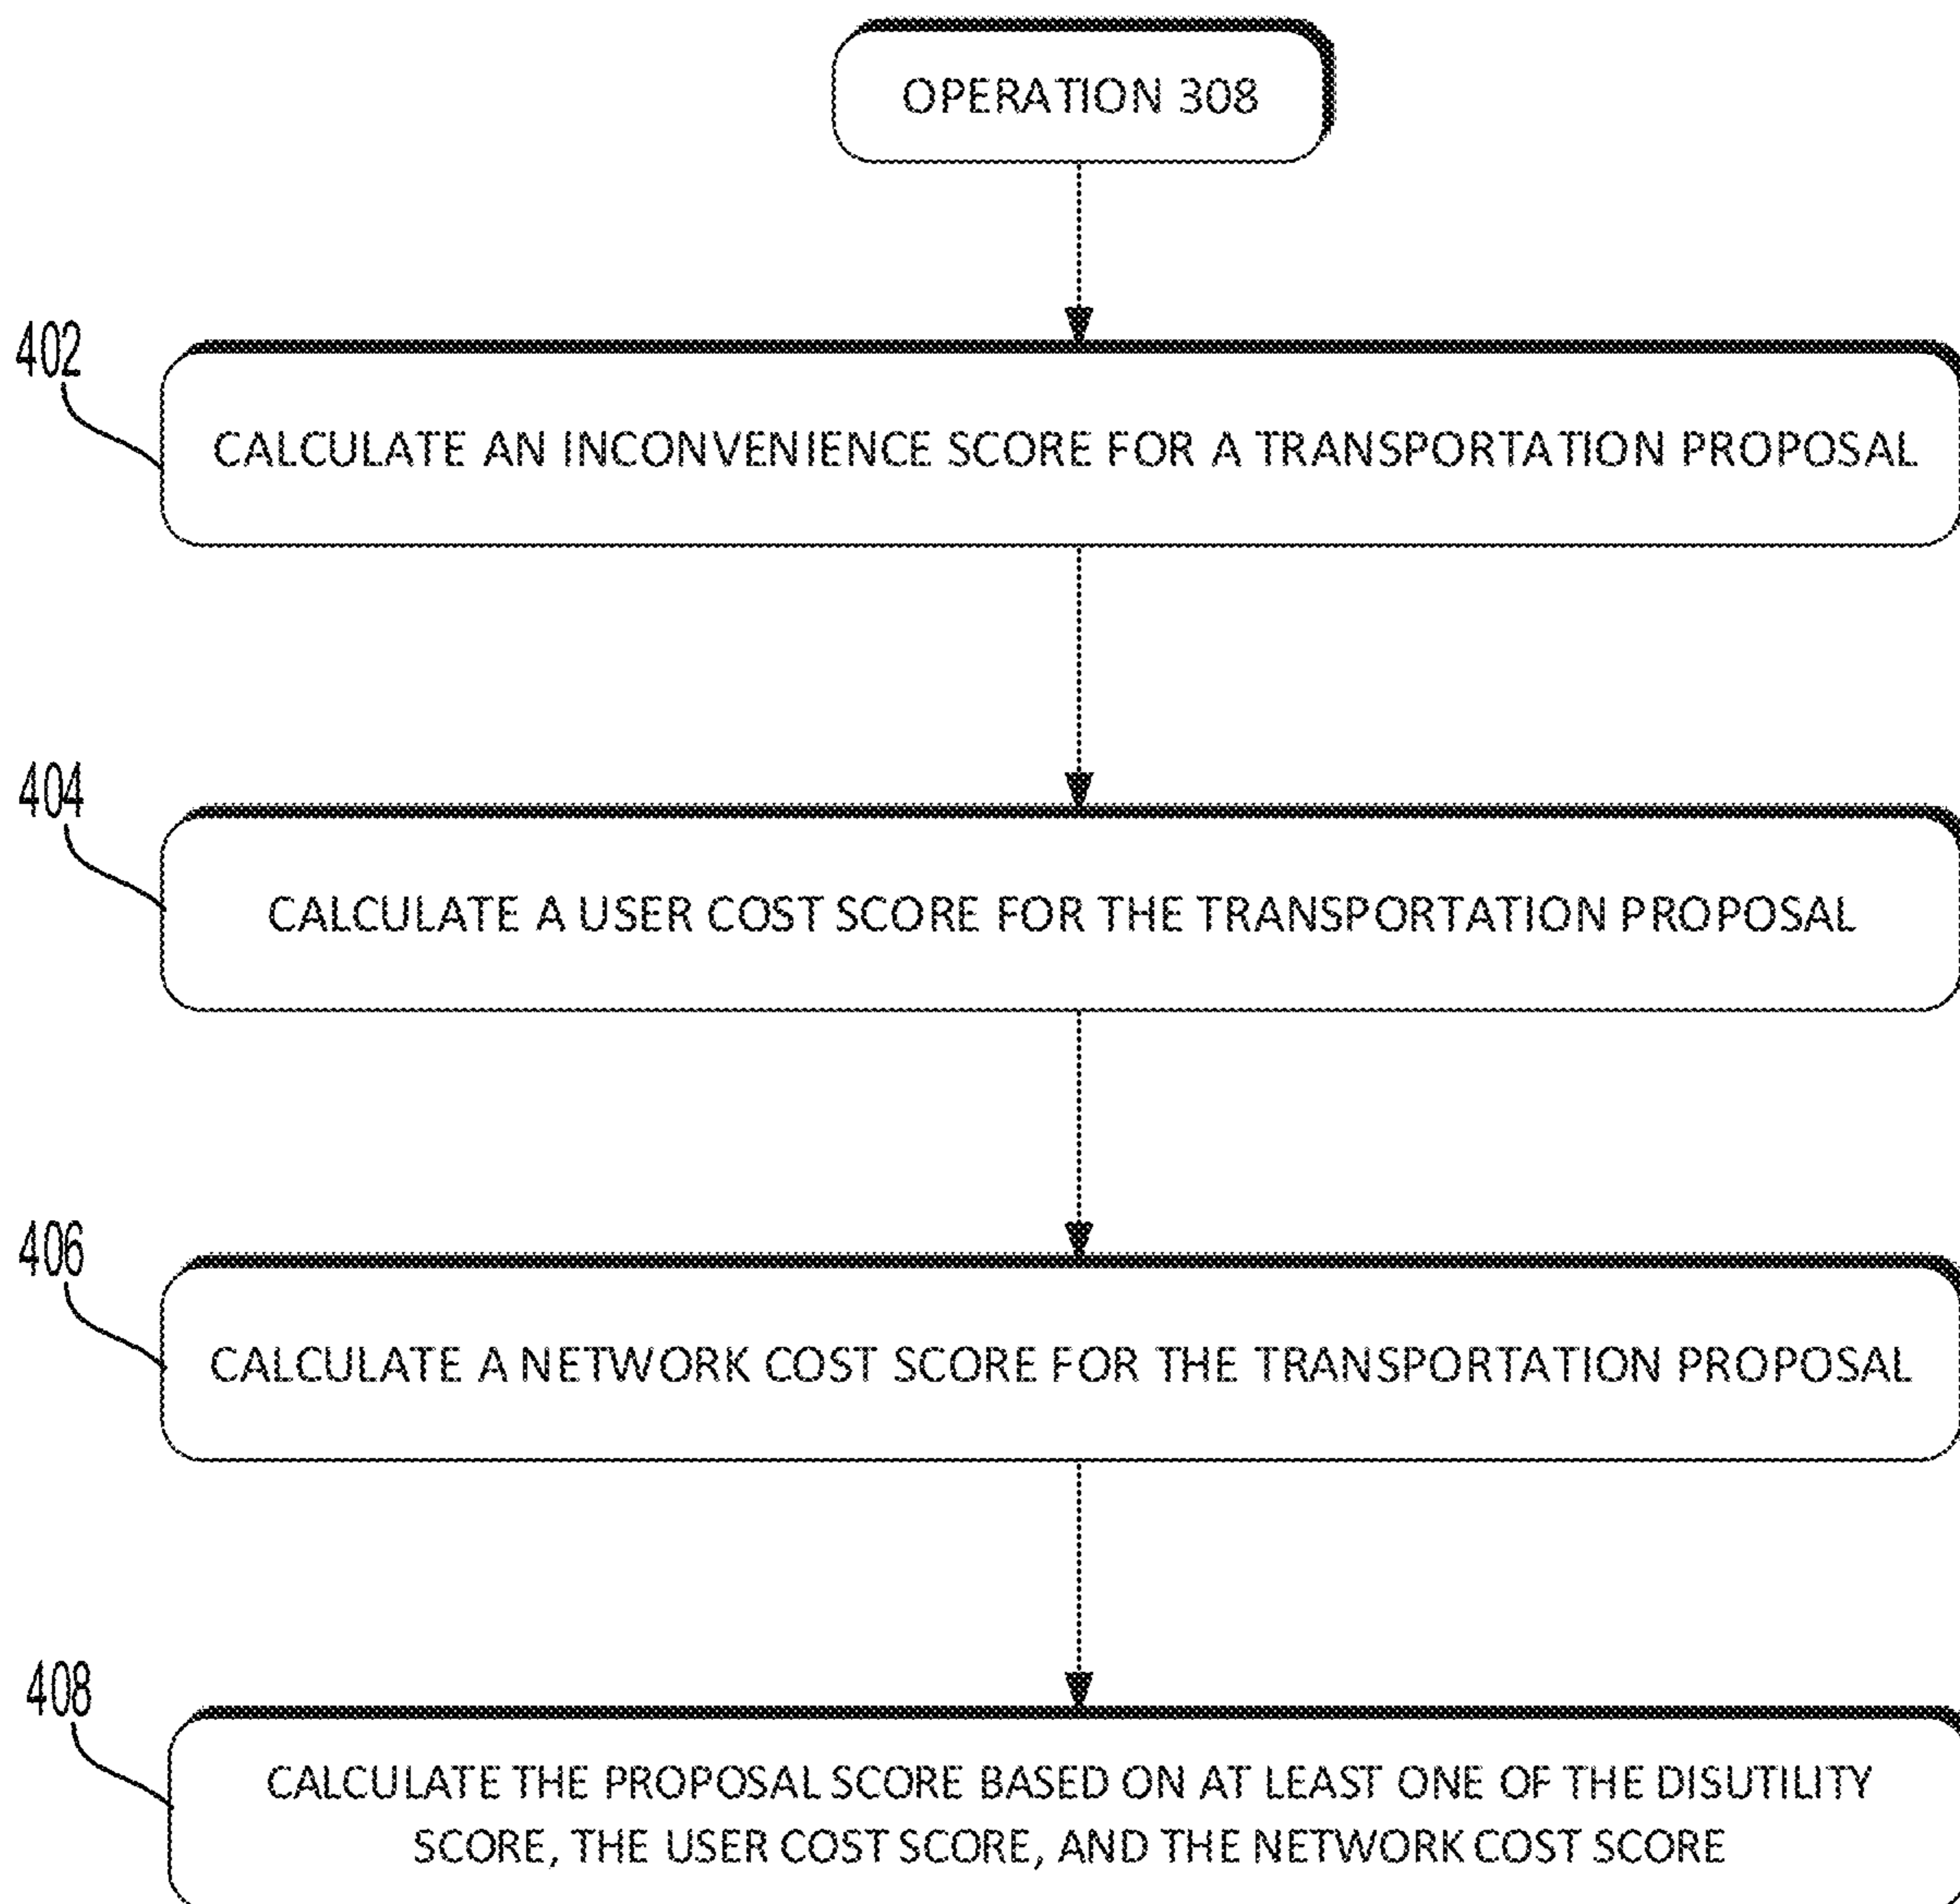 OPERATION 308
402
CALCULATE AN INCONVENIENCE SCORE FOR A TRANSPORTATION PROPOSAL
404
CALCULATE A USER COST SCORE FOR THE TRANSPORTATION PROPOSAL
406
CALCULATE A NETWORK COST SCORE FOR THE TRANSPORTATION PROPOSAL
408
CALCULATE THE PROPOSAL SCORE BASED ON AT LEAST ONE OF THE DISUTILITY
SCORE, THE USER COST SCORE, AND THE NETWORK COST SCORE